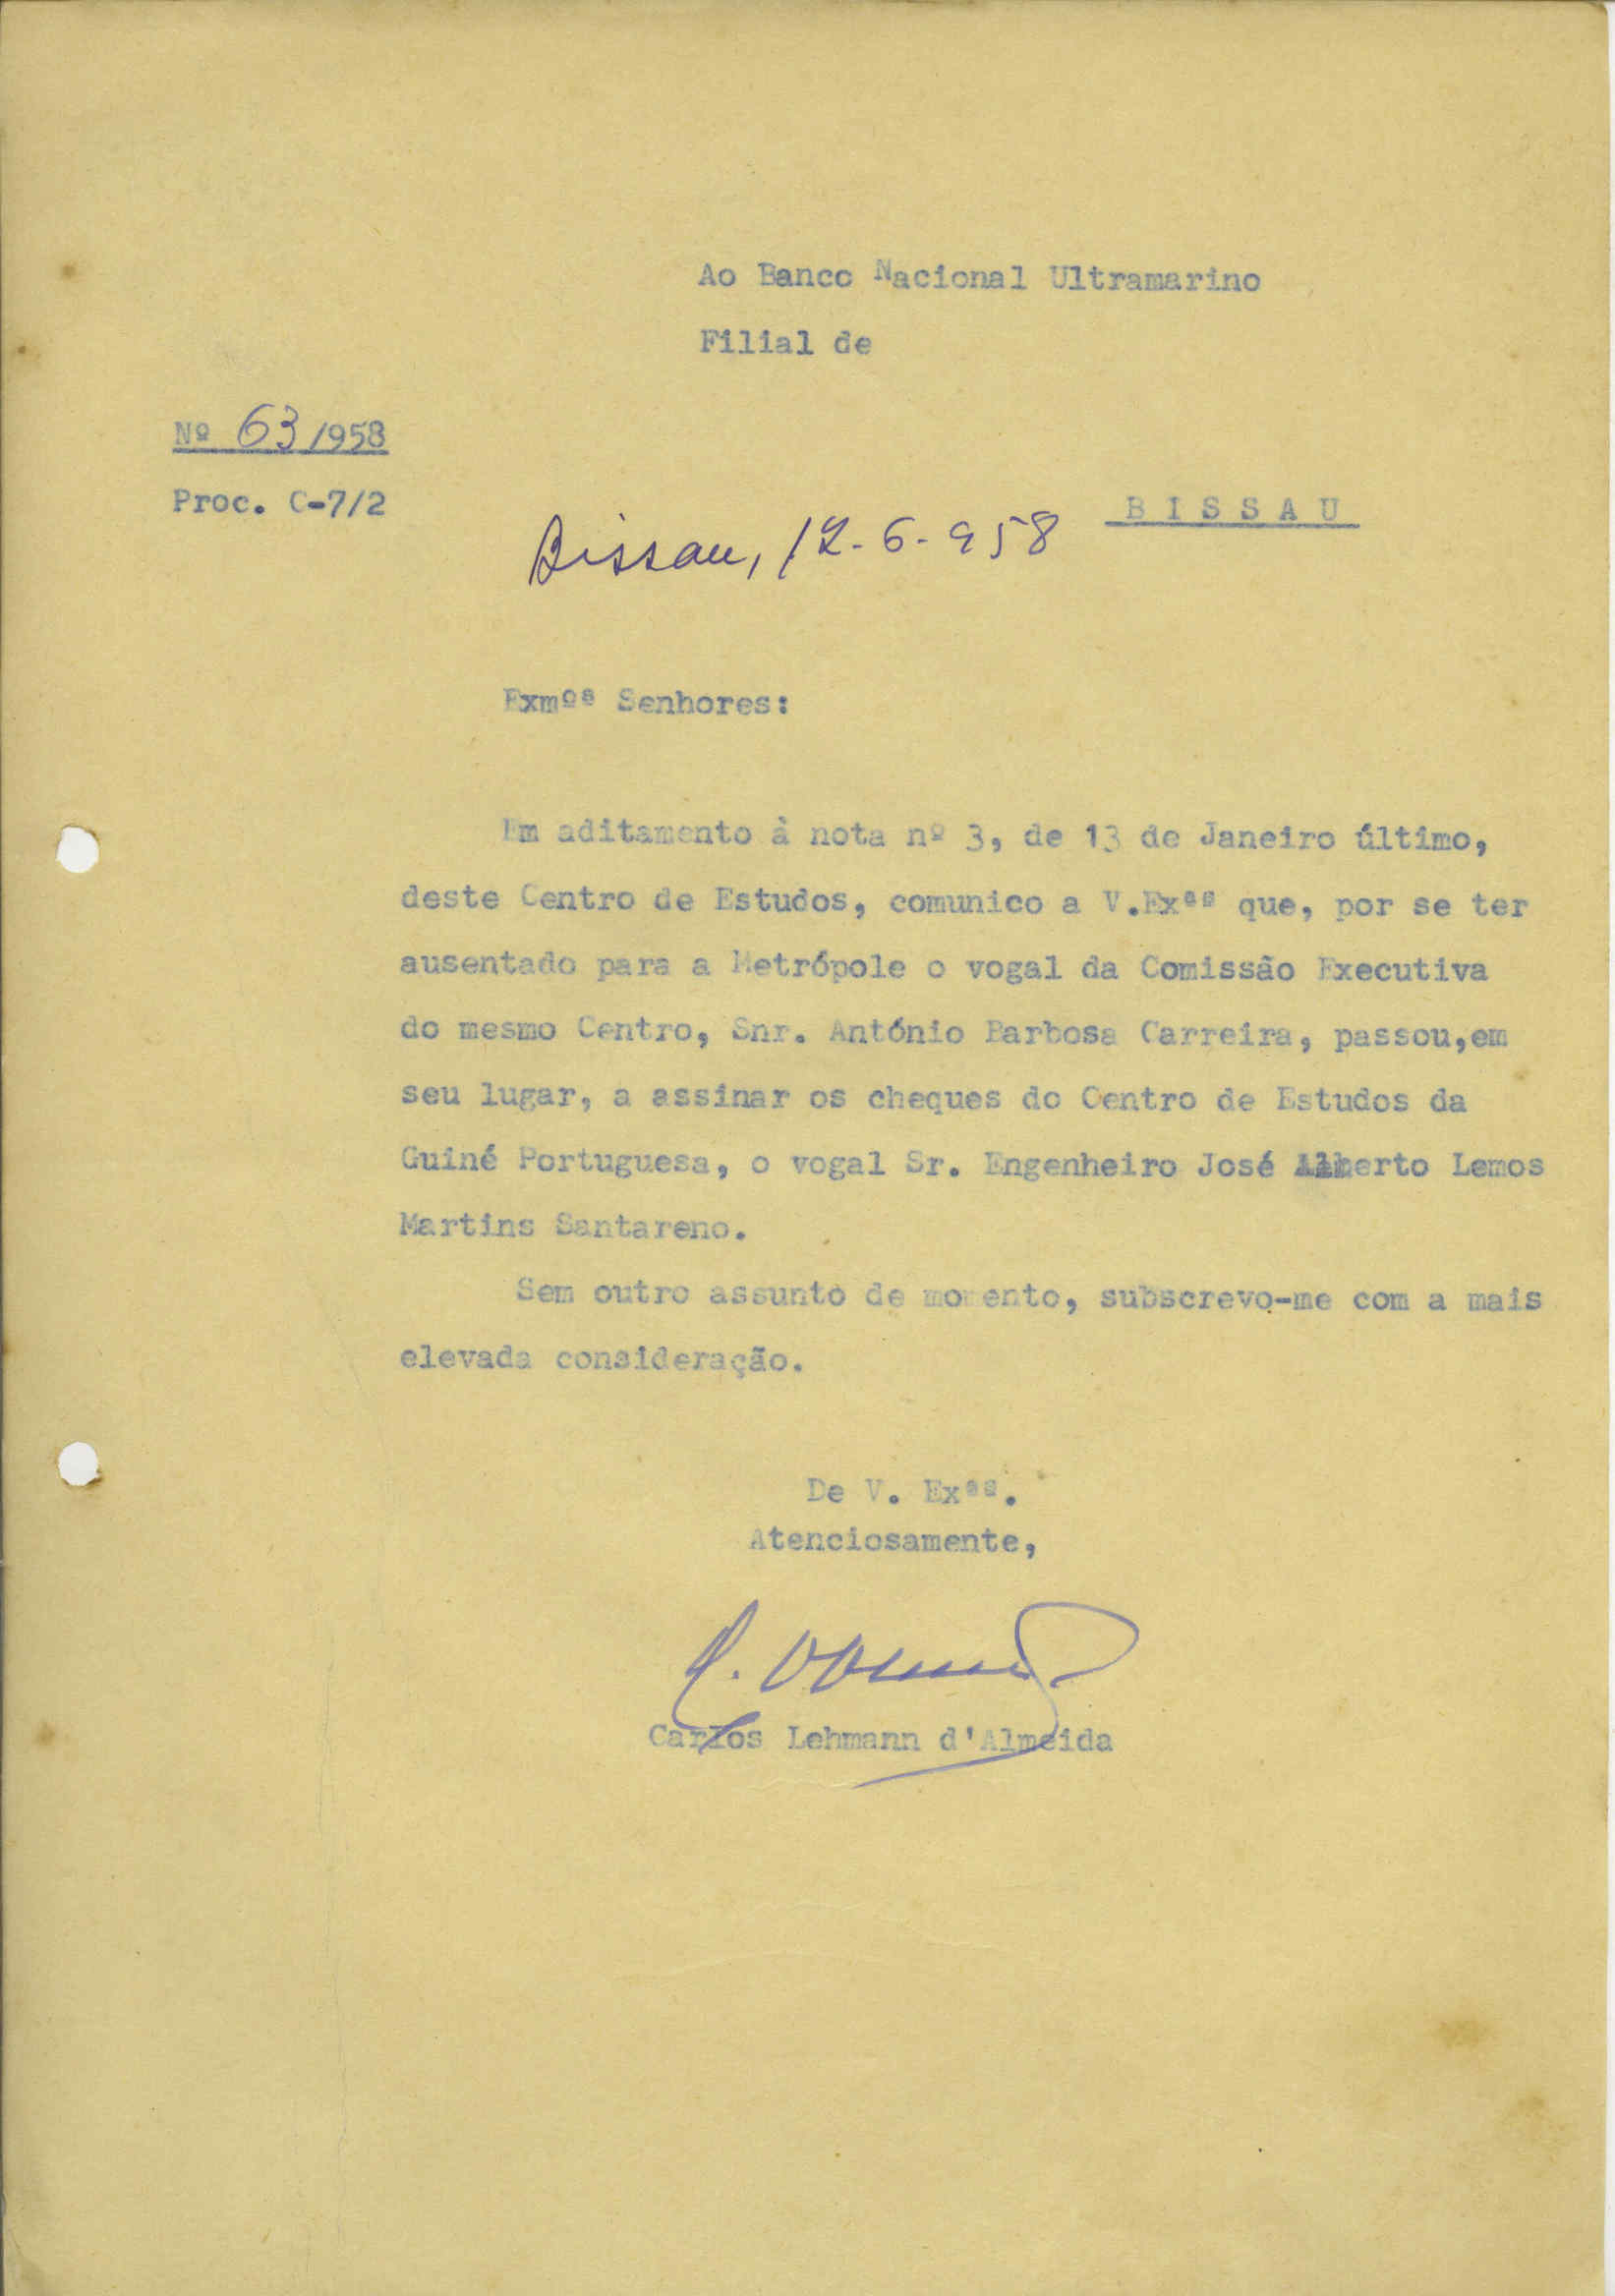 Ao Banco Nacional Ultramarino
Filial de
Nº 63/1958
Proc. C-7/2
B I S S A U
Bissau, 12-6-958
Exmºs Senhores:
Em aditamento à nota nº 3, de 13 de Janeiro último,
deste Centro de Estudos, comunico a V.Exªs que, por se ter
ausentado para a Metrópole o vogal da Comissão Executiva
do mesmo Centro, Snr. António Barbosa Carreira, passou,em
seu lugar, a assinar os cheques do Centro de Estudos da
Guiné Portuguesa, o vogal Sr. Engenheiro José Alberto Lemos
Martins Santareno.
Sem outro assunto de momento, subscrevo-me com a mais
elevada consideração.
De V. Exªs.
Atenciosamente,
Carlos Lehmann d'Almeida